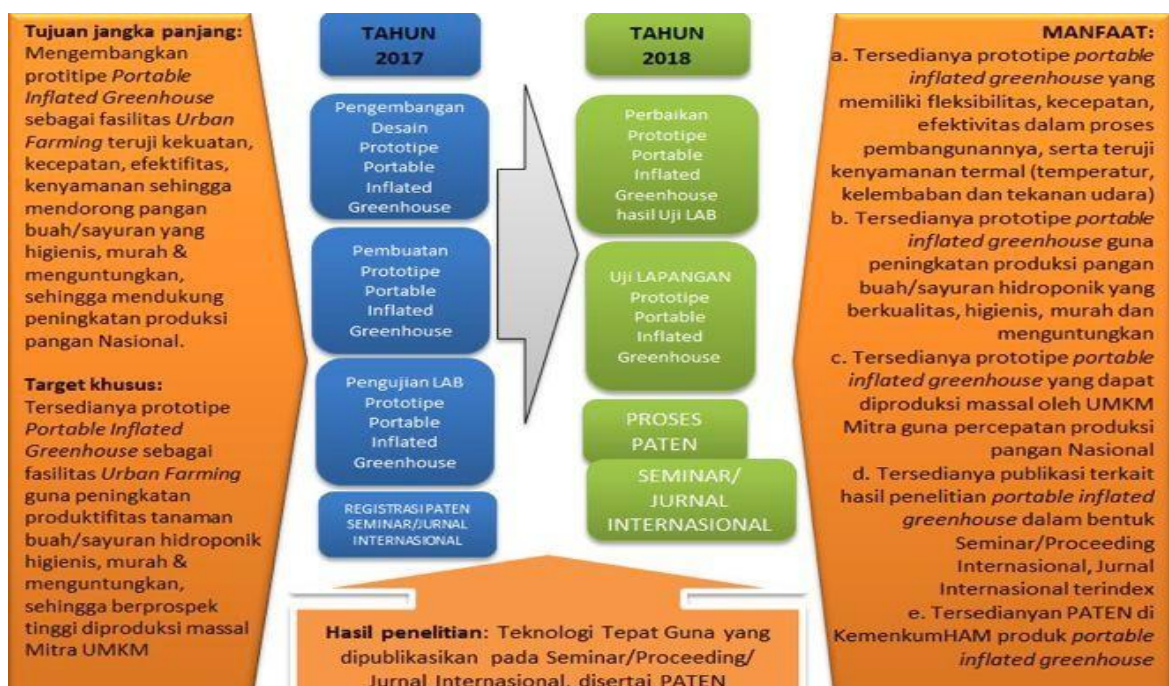 Tujuan jangka panjang:
Mengembangkan
protitipe Portable
Inflated Greenhouse
sebagai fasilitas Urban
Farming teruji kekuatan,
kecepatan, efektifitas,
kenyamanan sehingga
mendorong pangan
buah/sayuran yang
higienis, murah &
menguntungkan,
sehingga mendukung
peningkatan produksi
pangan Nasional.
Target khusus:
Tersedianya prototipe
Portable Inflated
Greenhouse sebagai
fasilitas Urban Farming
guna peningkatan
produktifitas tanaman
buah/sayuran hidroponik
higienis, murah &
menguntungkan,
sehingga berprospek
tinggi diproduksi massal
Mitra UMKM
TAHUN
2017
Pengembangan
Desain
Prototipe
Portable
Inflated
Greenhouse
Pembuatan
Prototipe
Portable
Inflated
Greenhouse
Pengujian LAB
Prototipe
Portable
Inflated
Greenhouse
REGISTRASI PATEN
SEMINAR/JURNAL
INTERNASIONAL
TAHUN
2018
Perbaikan
Prototipe
Portable
Inflated
Greenhouse
hasil Uji LAB
Uji LAPANGAN
Prototipe
Portable
Inflated
Greenhouse
PROSES
PATEN
SEMINAR/
JURNAL
INTERNASIONAL
MANFAAT:
a. Tersedianya prototipe portable
inflated greenhouse yang
memiliki fleksibilitas, kecepatan,
efektivitas dalam proses
pembangunannya, serta teruji
kenyamanan termal (temperatur,
kelembaban dan tekanan udara)
b. Tersedianya prototipe portable
inflated greenhouse guna
peningkatan produksi pangan
buah/sayuran hidroponik yang
berkualitas, higienis, murah dan
menguntungkan
c. Tersedianya prototipe portable
inflated greenhouse yang dapat
diproduksi massal oleh UMKM
Mitra guna percepatan produksi
pangan Nasional
d. Tersedianya publikasi terkait
hasil penelitian portable inflated
greenhouse dalam bentuk
Seminar/Proceeding
Internasional, Jurnal
Internasional terindex
e. Tersedianyan PATEN di
KemenkumHAM produk portable
inflated greenhouse
Hasil penelitian: Teknologi Tepat Guna yang
dipublikasikan pada Seminar/Proceeding/
Jurnal Internasional, disertai PATEN